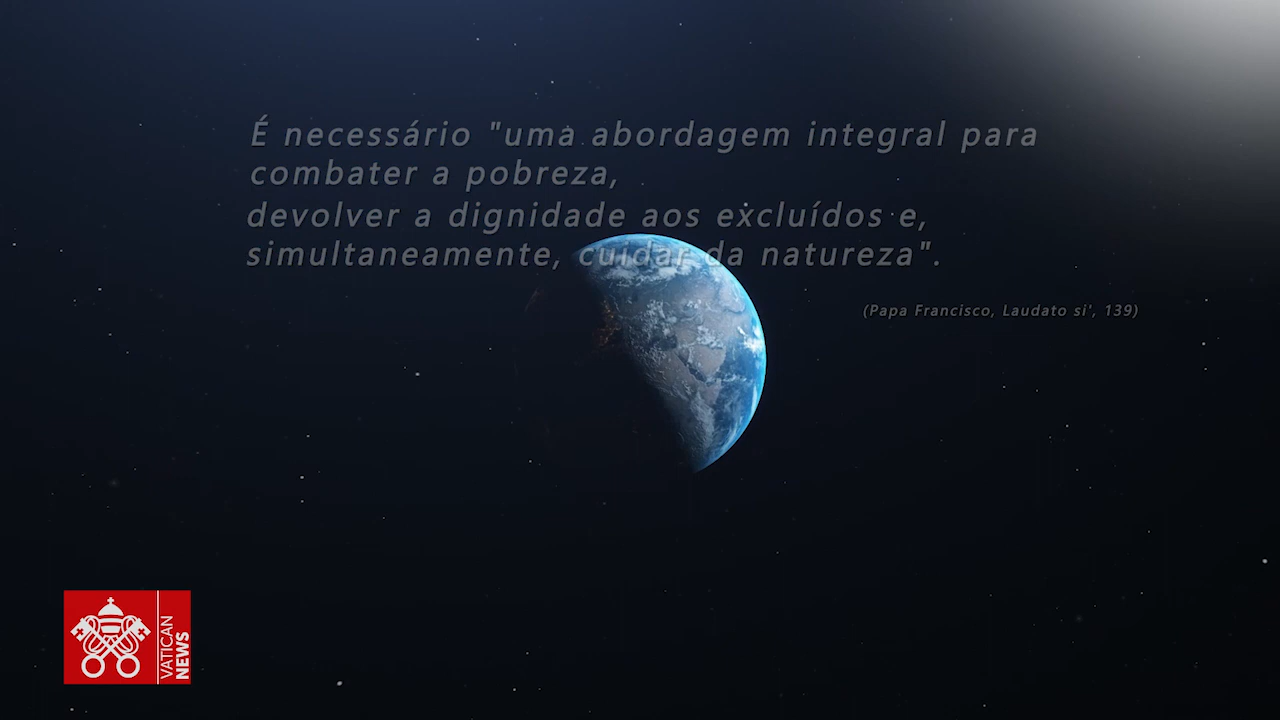 É necessário "uma abordagem integral para
combater a pobreza,
devolver a dignidade aos excluídos e,
simultaneamente, cuidar da natureza".
(Papa Francisco, Laudato si', 139)
VATICAN
NEWS